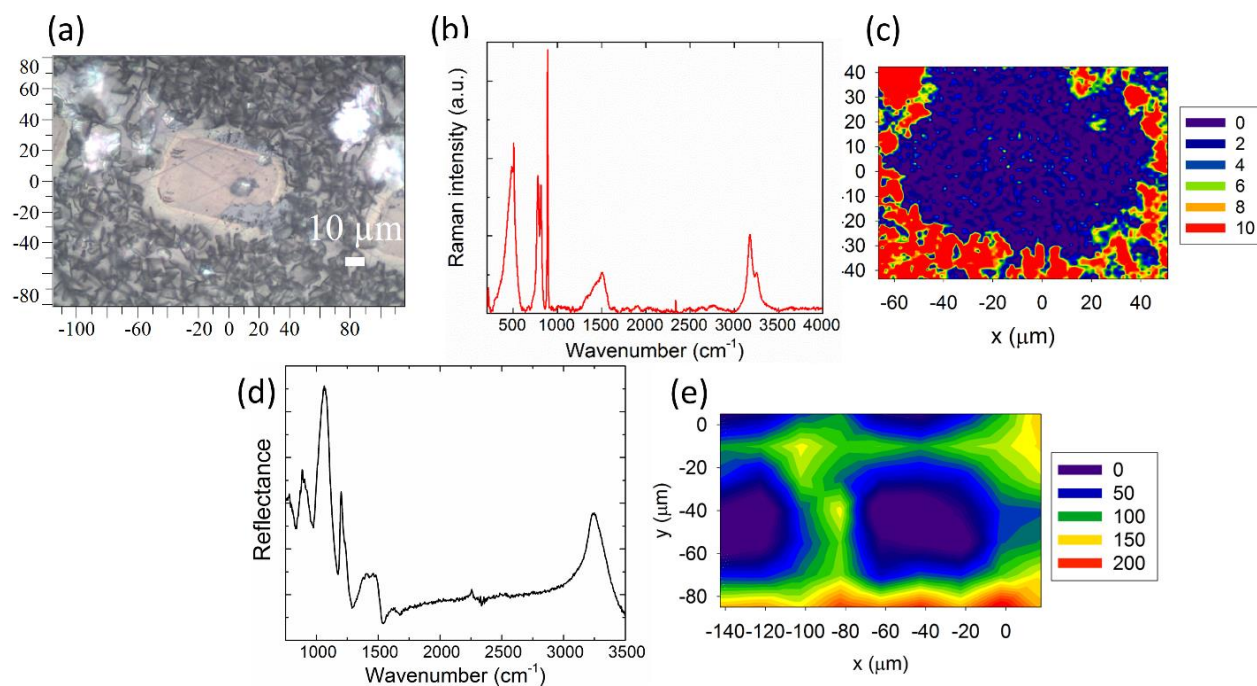 (a)
80
60
40
20
0
-20
-40
-60
-80
-100 -60 -20 0 20 40 80
10 µm
(b)
Raman intensity (a.u.)
500 1000 1500 2000 2500 3000 3500 4000
Wavenumber (cm⁻¹)
(c)
40
30
20
10
0
-10
-20
-30
-40
-60 -40 -20 0 20 40
x (µm)
0
2
4
6
8
10
(d)
Reflectance
1000 1500 2000 2500 3000 3500
Wavenumber (cm⁻¹)
(e)
y (µm)
0
-20
-40
-60
-80
-140 -120 -100 -80 -60 -40 -20 0
x (µm)
0
50
100
150
200